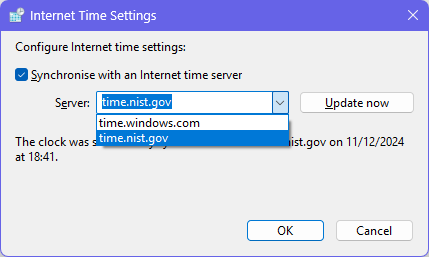 Internet Time Settings
Configure Internet time settings:
Synchronise with an Internet time server
Server: time.nist.gov Update now
time.windows.com
time.nist.gov
The clock was s nist.gov on 11/12/2024
at 18:41.
OK Cancel